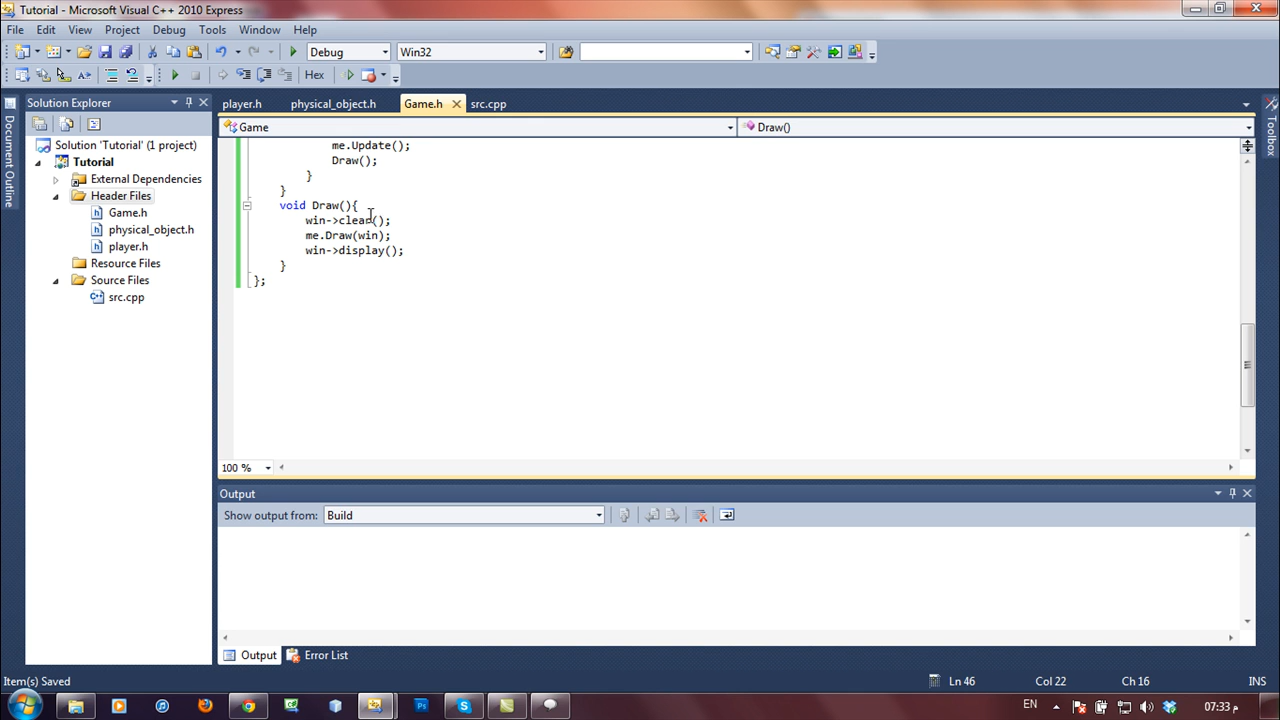 Tutorial - Microsoft Visual C++ 2010 Express
File Edit View Project Debug Tools Window Help
Debug Win32
Hex
Document Outline
Solution Explorer
Solution 'Tutorial' (1 project)
Tutorial
External Dependencies
Header Files
Game.h
physical_object.h
player.h
Resource Files
Source Files
src.cpp
player.h physical_object.h Game.h src.cpp
Game Draw()
me.Update();
Draw();
}
}
void Draw(){
win->clear();
me.Draw(win);
win->display();
}
};
100 %
Toolbox
Output
Show output from: Build
Output Error List
Item(s) Saved Ln 46 Col 22 Ch 16 INS
EN 07:33 م